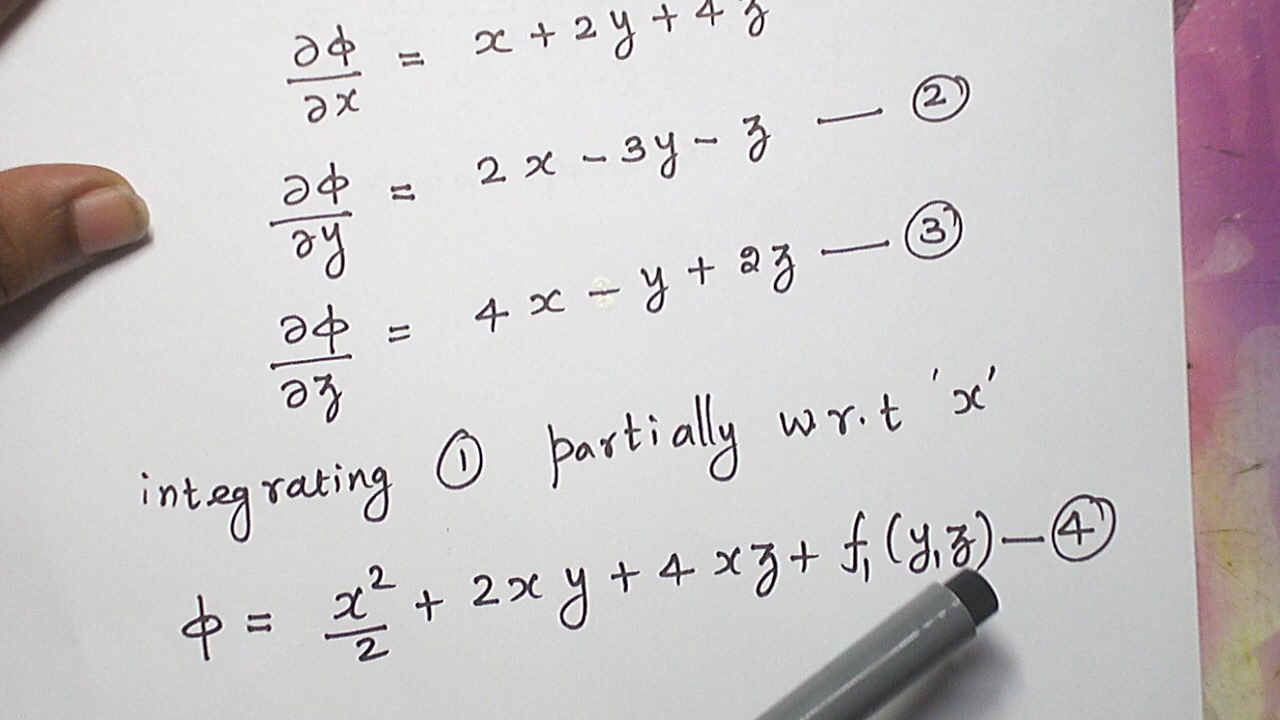 ∂ϕ/∂x = x + 2y + 4z
∂ϕ/∂y = 2x - 3y - z — ②
∂ϕ/∂z = 4x - y + 2z — ③
integrating ① partially w.r.t 'x'
ϕ = x²/2 + 2xy + 4xz + f₁(y,z) — ④